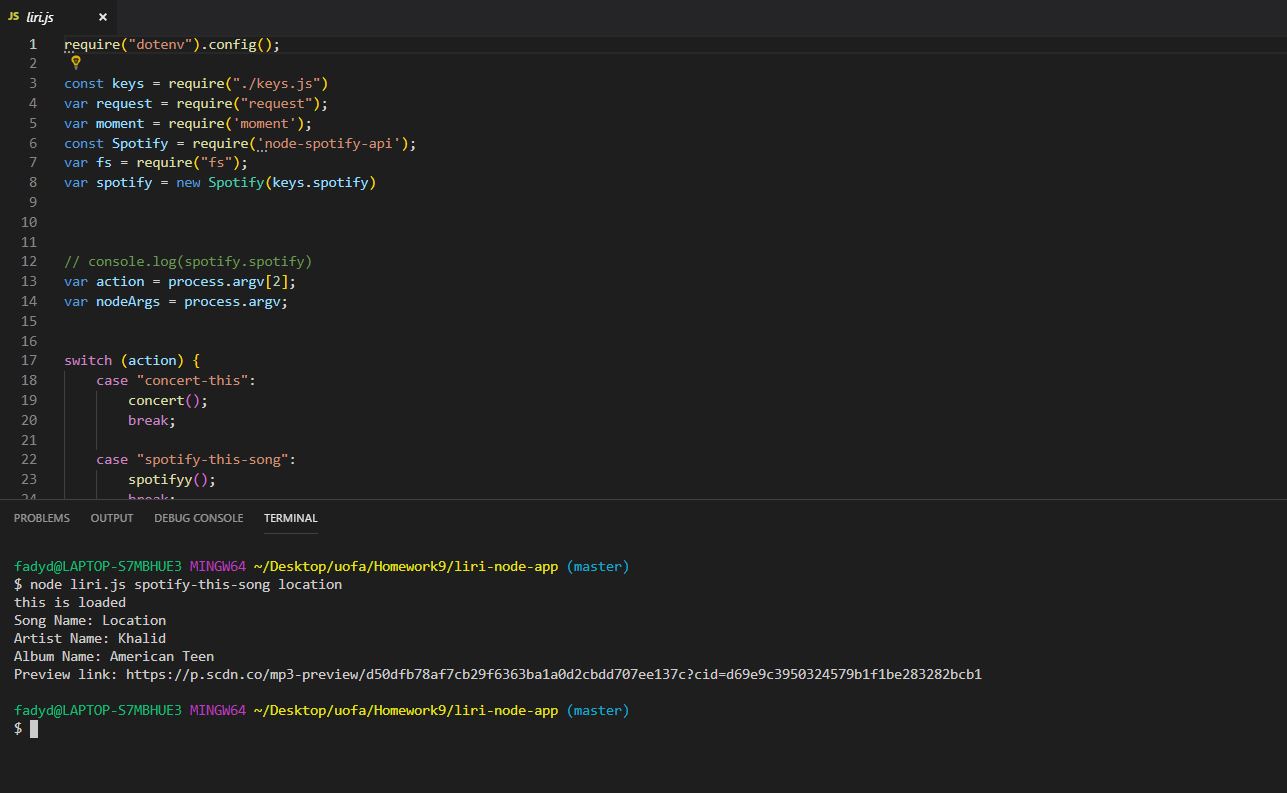 JS liri.js ×
1 require("dotenv").config();
2
3 const keys = require("./keys.js")
4 var request = require("request");
5 var moment = require('moment');
6 const Spotify = require('node-spotify-api');
7 var fs = require("fs");
8 var spotify = new Spotify(keys.spotify)
9
10
11
12 // console.log(spotify.spotify)
13 var action = process.argv[2];
14 var nodeArgs = process.argv;
15
16
17 switch (action) {
18 case "concert-this":
19 concert();
20 break;
21
22 case "spotify-this-song":
23 spotifyy();
24 break;
PROBLEMS OUTPUT DEBUG CONSOLE TERMINAL
fadyd@LAPTOP-S7MBHUE3 MINGW64 ~/Desktop/uofa/Homework9/liri-node-app (master)
$ node liri.js spotify-this-song location
this is loaded
Song Name: Location
Artist Name: Khalid
Album Name: American Teen
Preview link: https://p.scdn.co/mp3-preview/d50dfb78af7cb29f6363ba1a0d2cbdd707ee137c?cid=d69e9c3950324579b1f1be283282bcb1
fadyd@LAPTOP-S7MBHUE3 MINGW64 ~/Desktop/uofa/Homework9/liri-node-app (master)
$